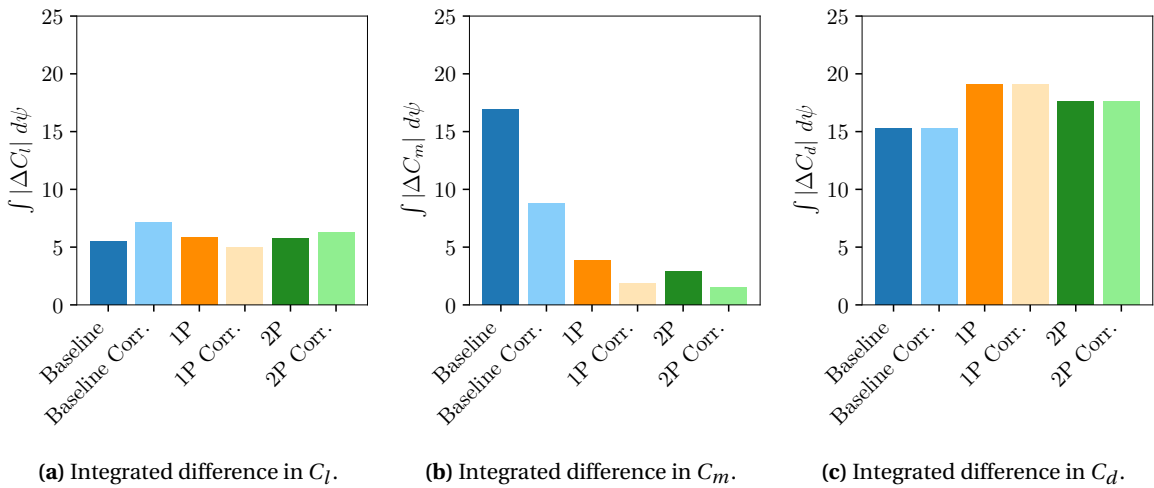 25
20
15
10
5
0
∫ |ΔC_l| dψ
Baseline
Baseline Corr.
1P
1P Corr.
2P
2P Corr.
(a) Integrated difference in C_l.
25
20
15
10
5
0
∫ |ΔC_m| dψ
Baseline
Baseline Corr.
1P
1P Corr.
2P
2P Corr.
(b) Integrated difference in C_m.
25
20
15
10
5
0
∫ |ΔC_d| dψ
Baseline
Baseline Corr.
1P
1P Corr.
2P
2P Corr.
(c) Integrated difference in C_d.